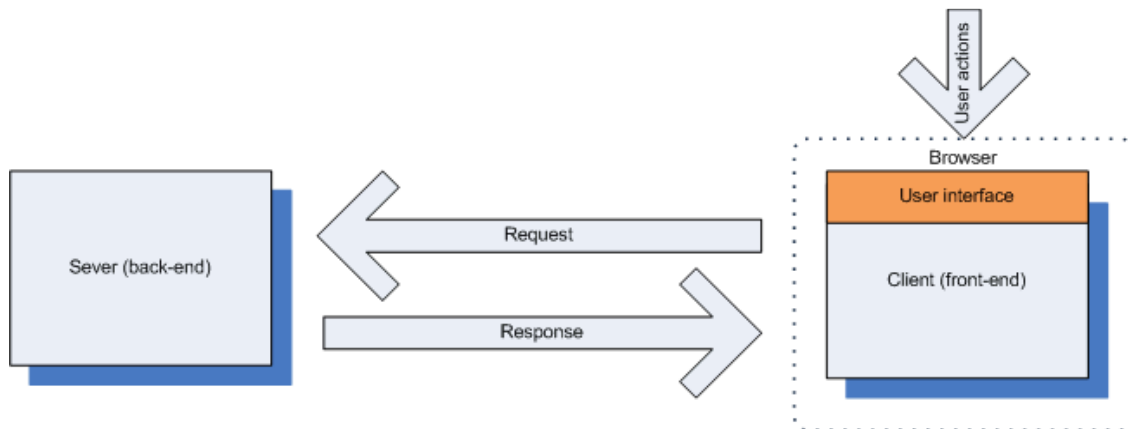 User actions
Browser
User interface
Sever (back-end)
Request
Client (front-end)
Response